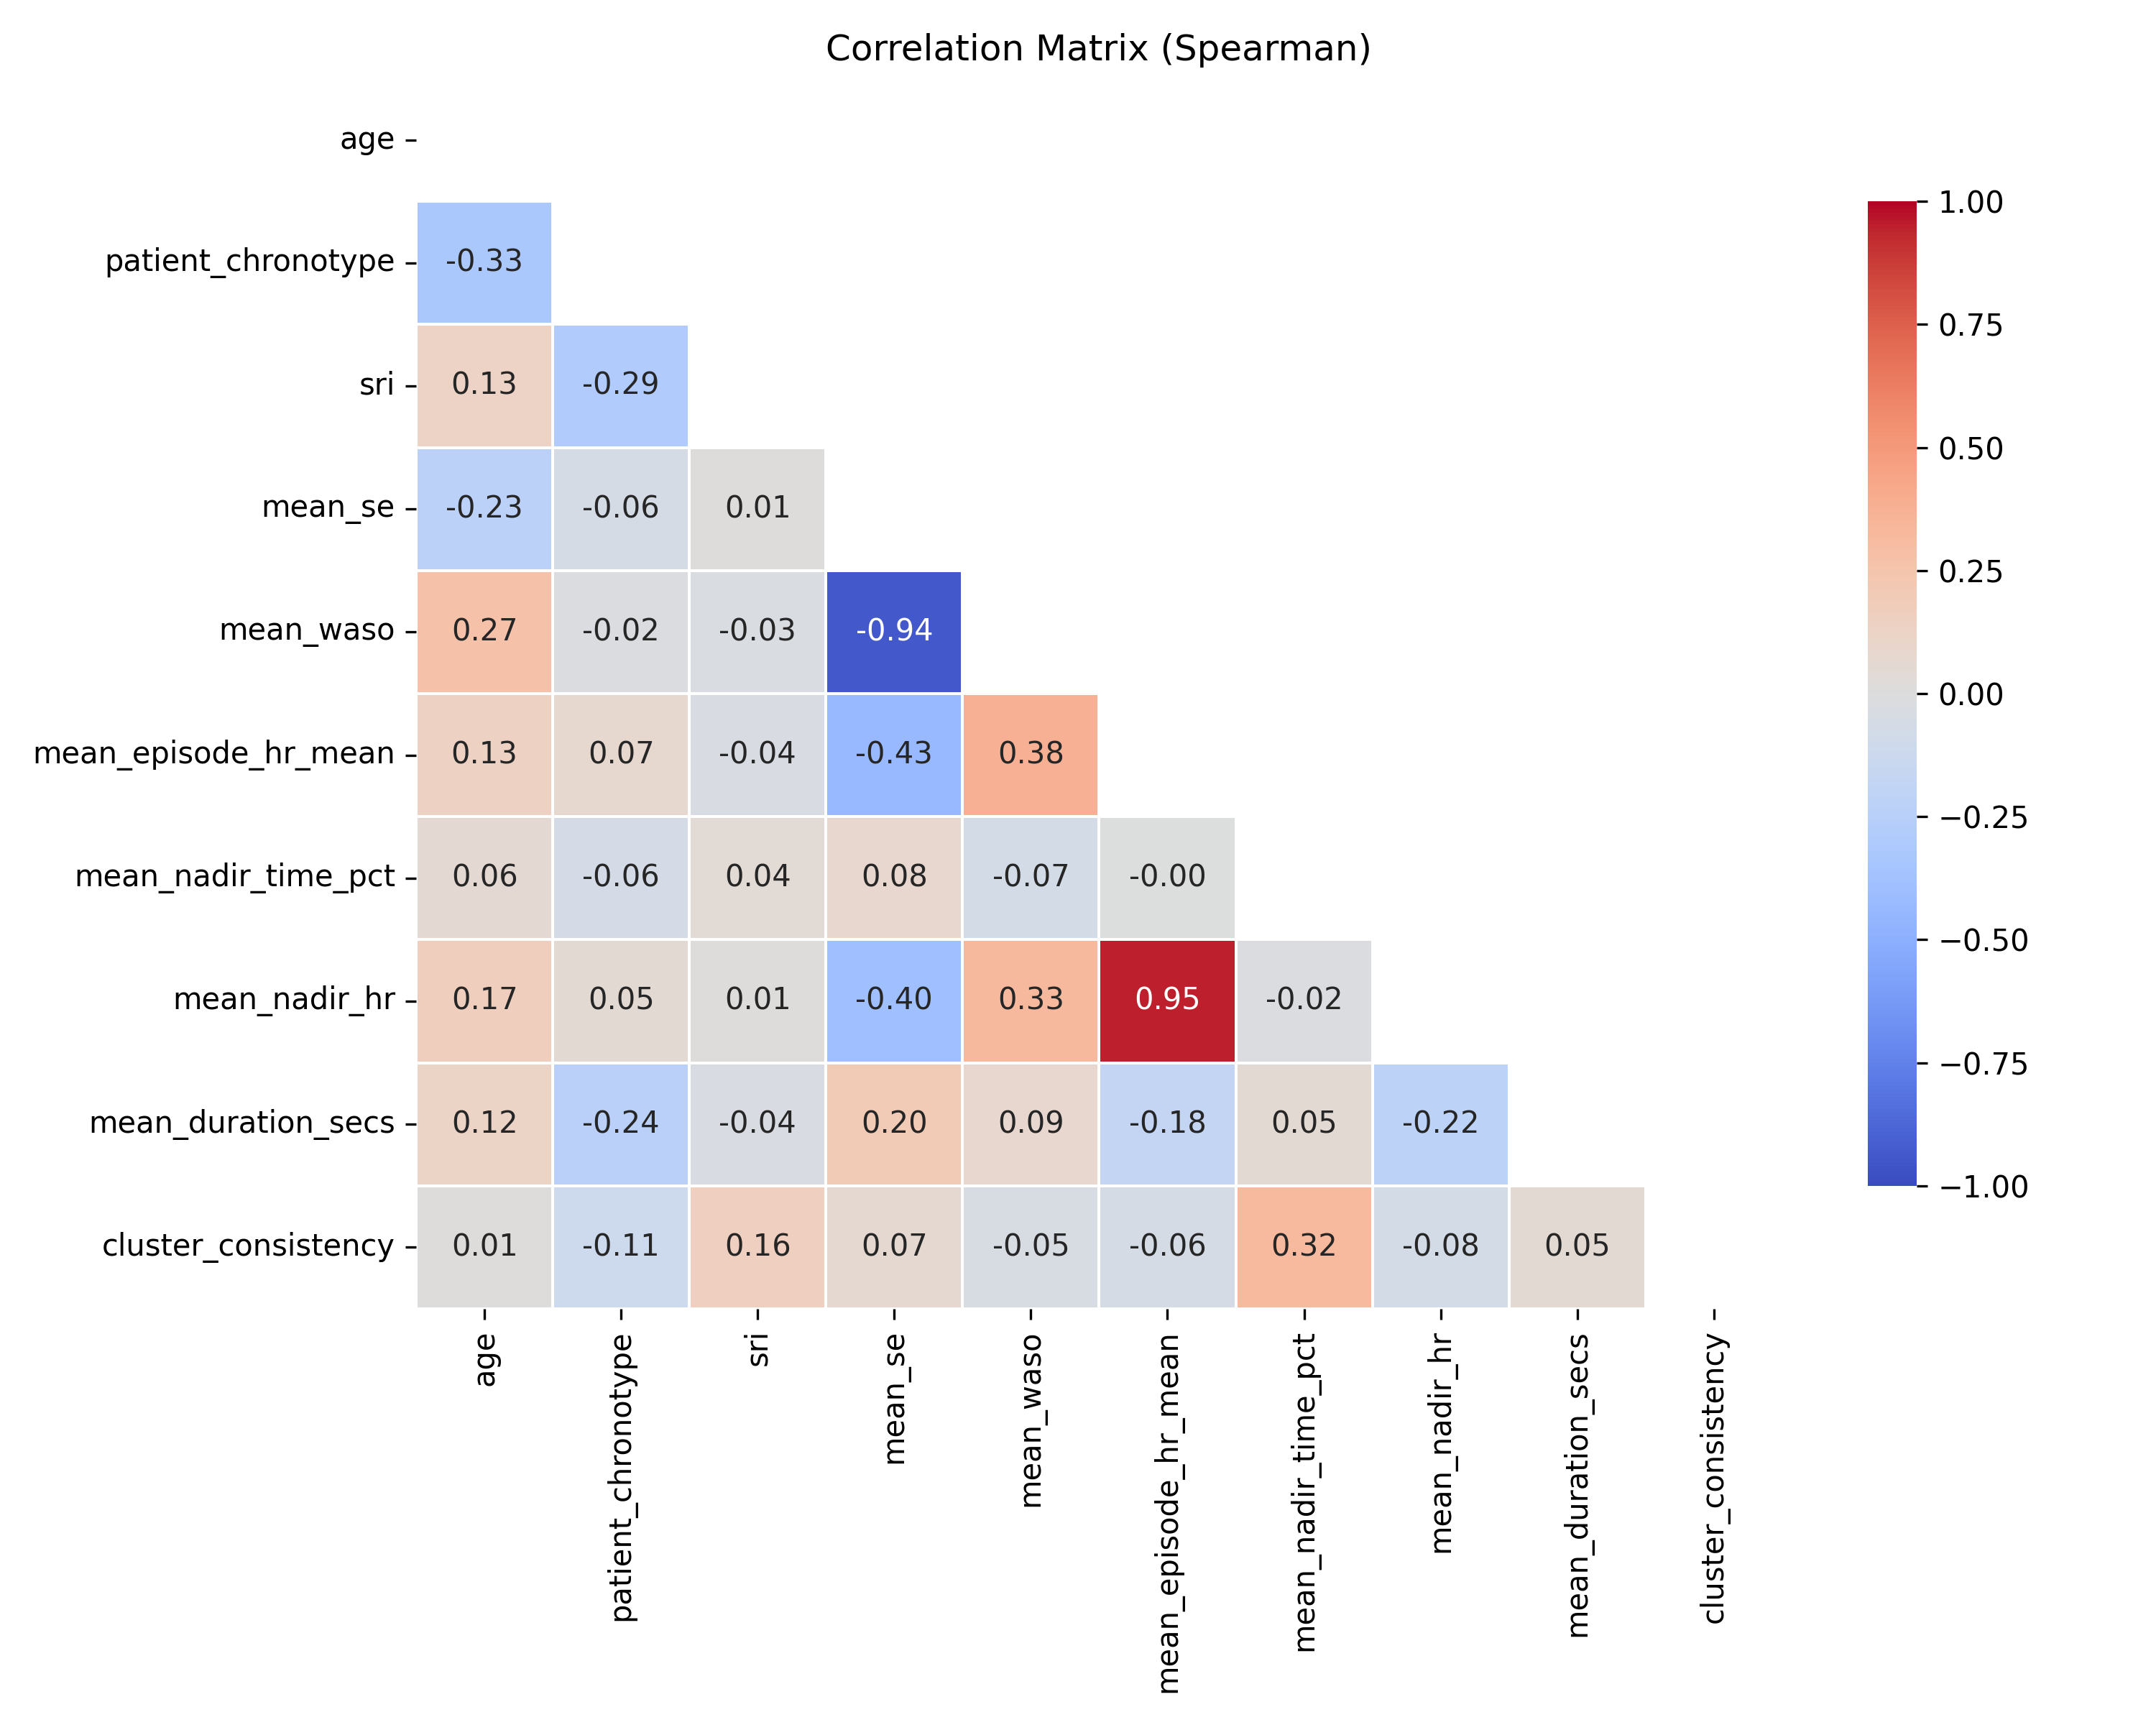 Correlation Matrix (Spearman)
age
patient_chronotype -0.33
sri 0.13 -0.29
mean_se -0.23 -0.06 0.01
mean_waso 0.27 -0.02 -0.03 -0.94
mean_episode_hr_mean 0.13 0.07 -0.04 -0.43 0.38
mean_nadir_time_pct 0.06 -0.06 0.04 0.08 -0.07 -0.00
mean_nadir_hr 0.17 0.05 0.01 -0.40 0.33 0.95 -0.02
mean_duration_secs 0.12 -0.24 -0.04 0.20 0.09 -0.18 0.05 -0.22
cluster_consistency 0.01 -0.11 0.16 0.07 -0.05 -0.06 0.32 -0.08 0.05
age
patient_chronotype
sri
mean_se
mean_waso
mean_episode_hr_mean
mean_nadir_time_pct
mean_nadir_hr
mean_duration_secs
cluster_consistency
1.00
0.75
0.50
0.25
0.00
−0.25
−0.50
−0.75
−1.00